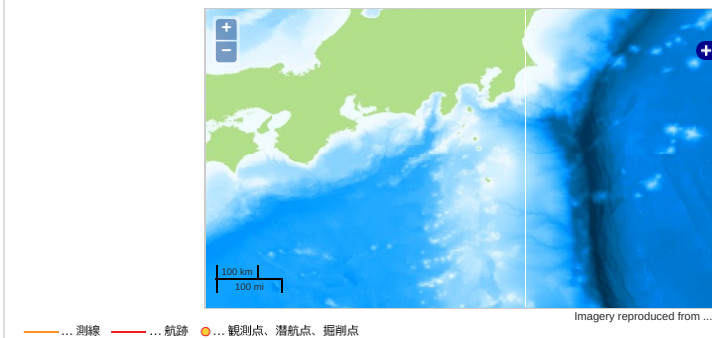 +
−
+
100 km
100 mi
Imagery reproduced from ...
... 測線 ... 航跡 ... 観測点、潜航点、掘削点